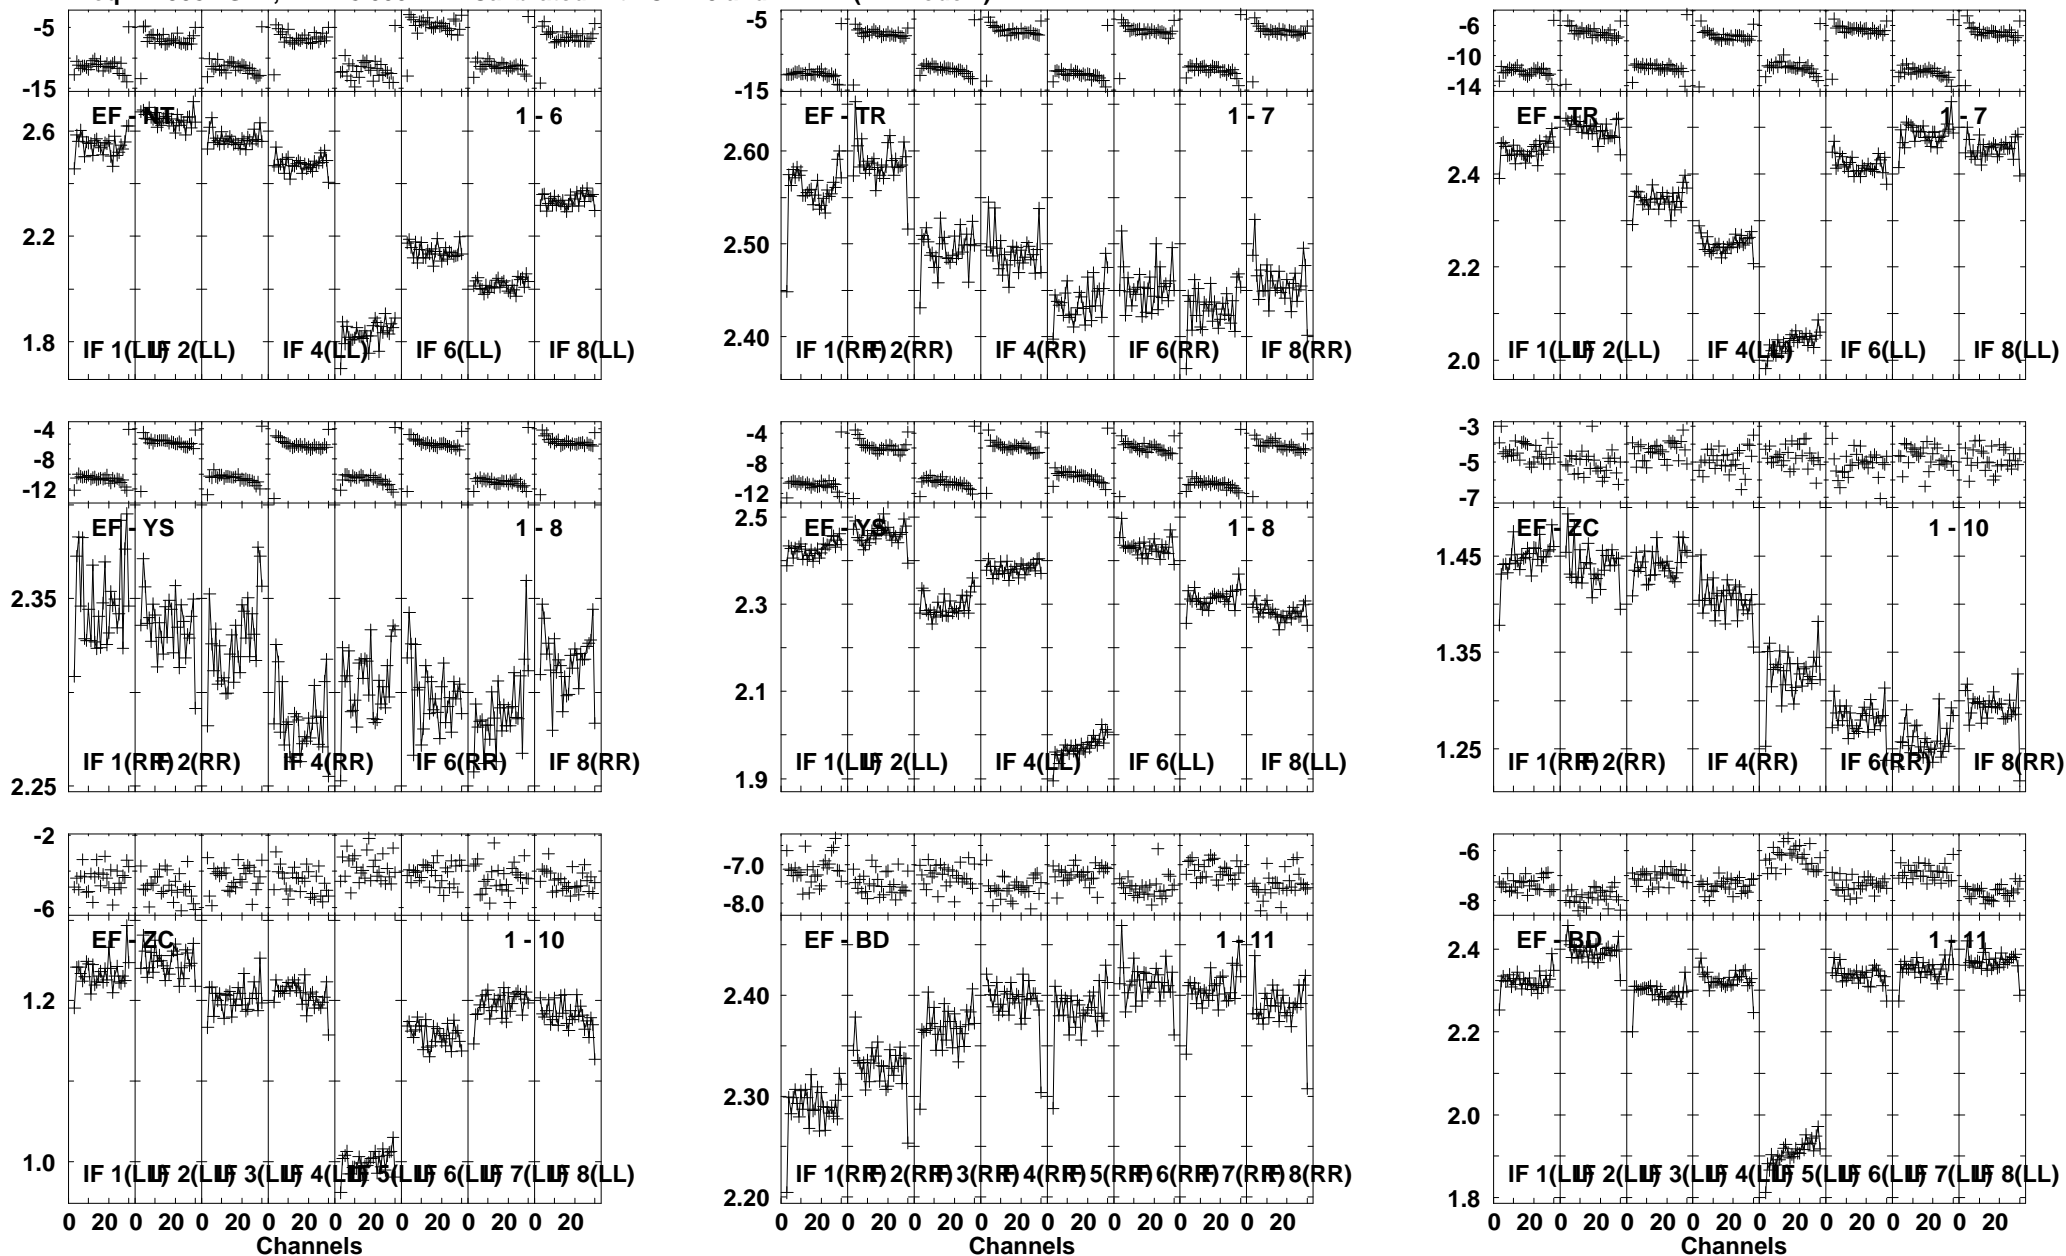 -5 -5 -6
-10
-15 -15 -14
EF - NT 1 - 6 EF - TR 1 - 7 EF - TR 1 - 7
2.6 2.60
2.4
2.2 2.50
2.2
1.8 2.40
2.0
IF 1(LL) IF 2(LL) IF 4(LL) IF 6(LL) IF 8(LL) IF 1(RR) IF 2(RR) IF 4(RR) IF 6(RR) IF 8(RR) IF 1(LL) IF 2(LL) IF 4(LL) IF 6(LL) IF 8(LL)
-4 -4 -3
-8 -8 -5
-12 -12 -7
EF - YS 1 - 8 EF - YS 1 - 8 EF - ZC 1 - 10
2.5
1.45
2.35 2.3
1.35
2.1
1.25
2.25 1.9
IF 1(RR) IF 2(RR) IF 4(RR) IF 6(RR) IF 8(RR) IF 1(LL) IF 2(LL) IF 4(LL) IF 6(LL) IF 8(LL) IF 1(RR) IF 2(RR) IF 4(RR) IF 6(RR) IF 8(RR)
-2 -7.0 -6
-6 -8.0 -8
EF - ZC 1 - 10 EF - BD 1 - 11 EF - BD 1 - 11
2.4
1.2 2.40
2.2
2.30
2.0
1.0
2.20 1.8
IF 1(LL) IF 2(LL) IF 3(LL) IF 4(LL) IF 5(LL) IF 6(LL) IF 7(LL) IF 8(LL) IF 1(RR) IF 2(RR) IF 3(RR) IF 4(RR) IF 5(RR) IF 6(RR) IF 7(RR) IF 8(RR) IF 1(LL) IF 2(LL) IF 3(LL) IF 4(LL) IF 5(LL) IF 6(LL) IF 7(LL) IF 8(LL)
0 20 0 20 0 20 0 20 0 20 0 20 0 20 0 20 0 20 0 20 0 20 0 20 0 20 0 20 0 20 0 20 0 20 0 20 0 20 0 20 0 20 0 20 0 20 0 20
Channels Channels Channels